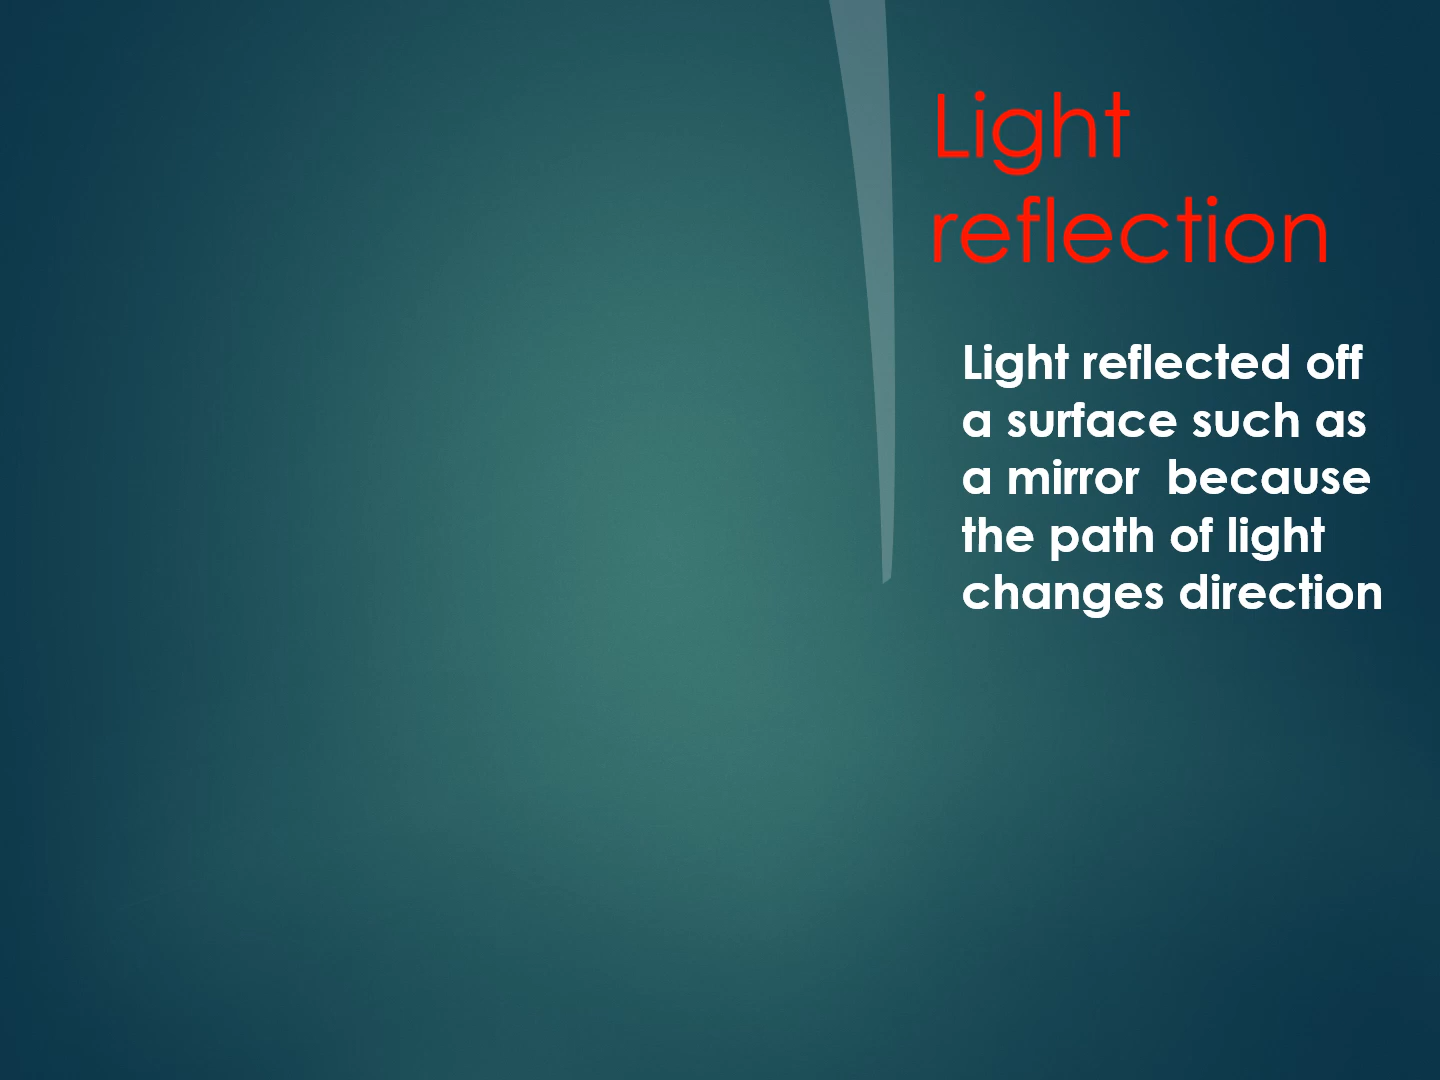 Light
reflection
Light reflected off
a surface such as
a mirror  because
the path of light
changes direction